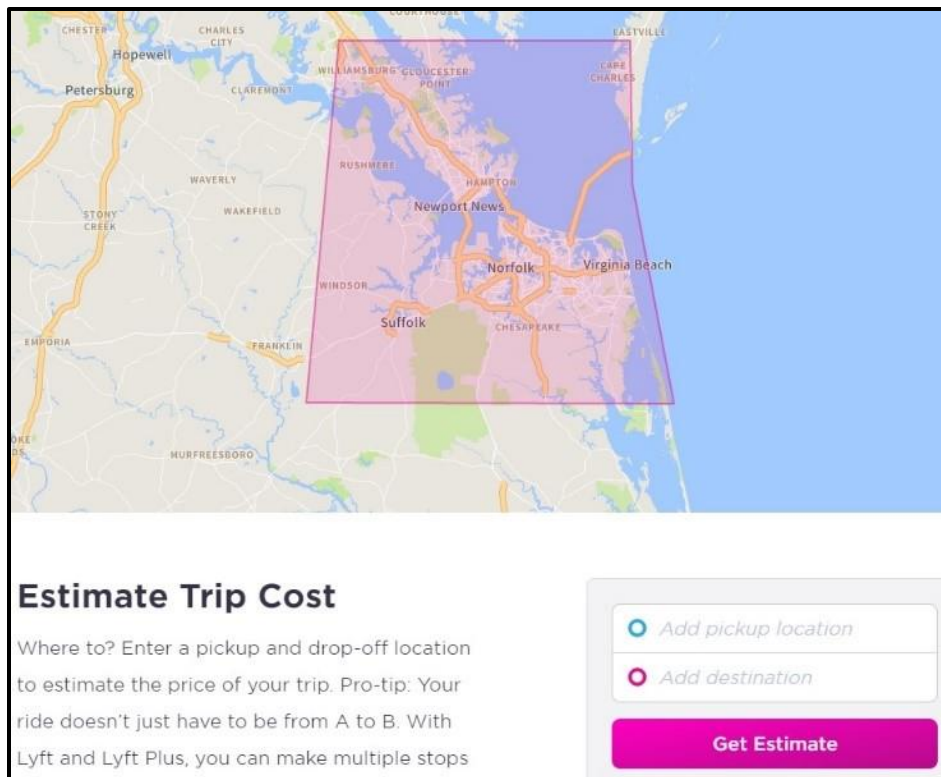 COURTHOUSE
CHESTER
CHARLES
CITY
EASTVILLE
Hopewell
WILLIAMSBURG
GLOUCESTER
POINT
CAPE
CHARLES
Petersburg
CLAREMONT
RUSHMERE
WAVERLY
HAMPTON
Newport News
STONY
CREEK
WAKEFIELD
Norfolk
Virginia Beach
WINDSOR
Suffolk
CHESAPEAKE
EMPORIA
FRANKLIN
MURFREESBORO
Estimate Trip Cost
Where to? Enter a pickup and drop-off location
to estimate the price of your trip. Pro-tip: Your
ride doesn't just have to be from A to B. With
Lyft and Lyft Plus, you can make multiple stops
Add pickup location
Add destination
Get Estimate